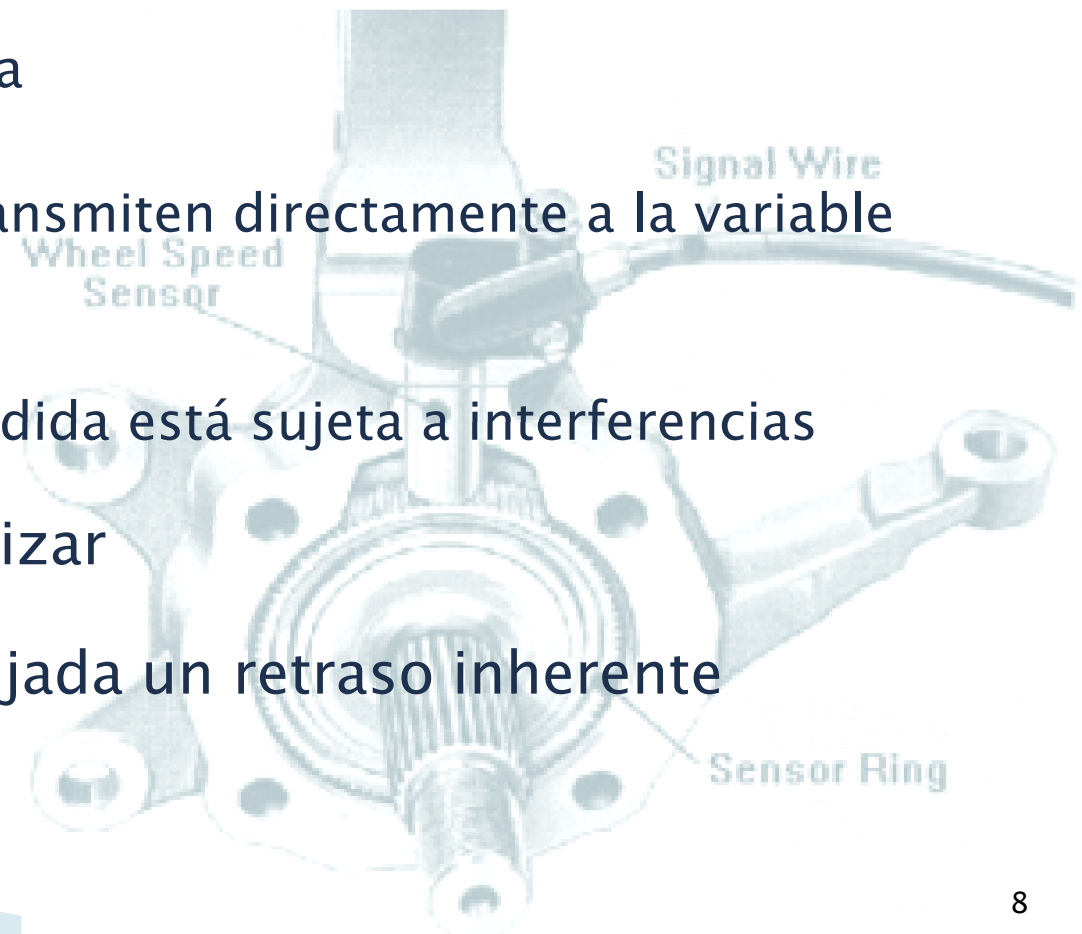 a
ansmiten directamente a la variable
Signal Wire
Wheel Speed
Sensor
dida está sujeta a interferencias
izar
jada un retraso inherente
Sensor Ring
8